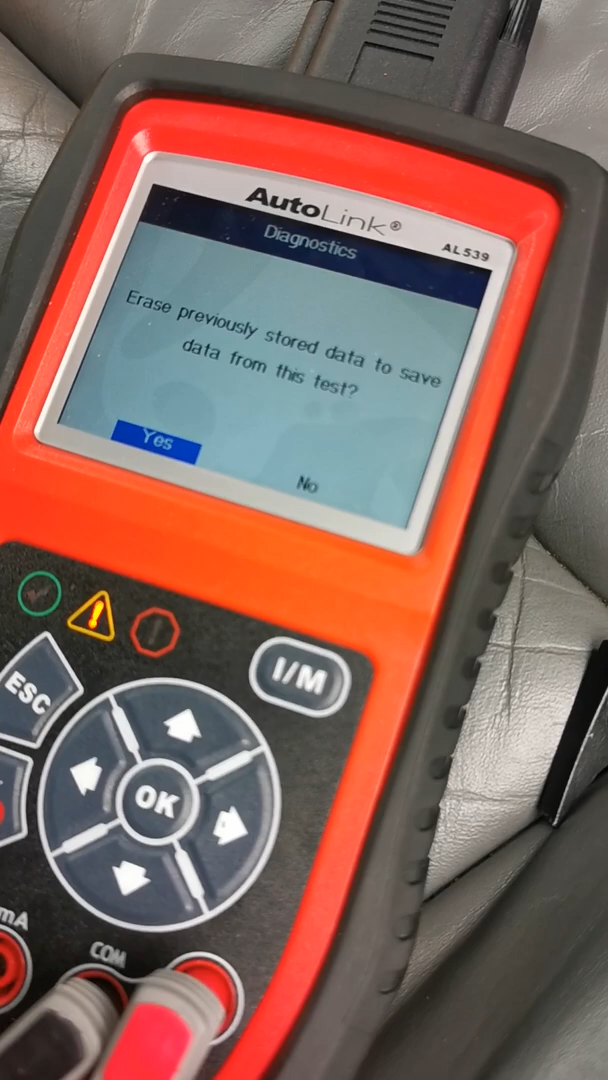 AutoLink®
AL539
Diagnostics
Erase previously stored data to save
data from this test?
Yes
No
I/M
ESC
OK
mA
COM